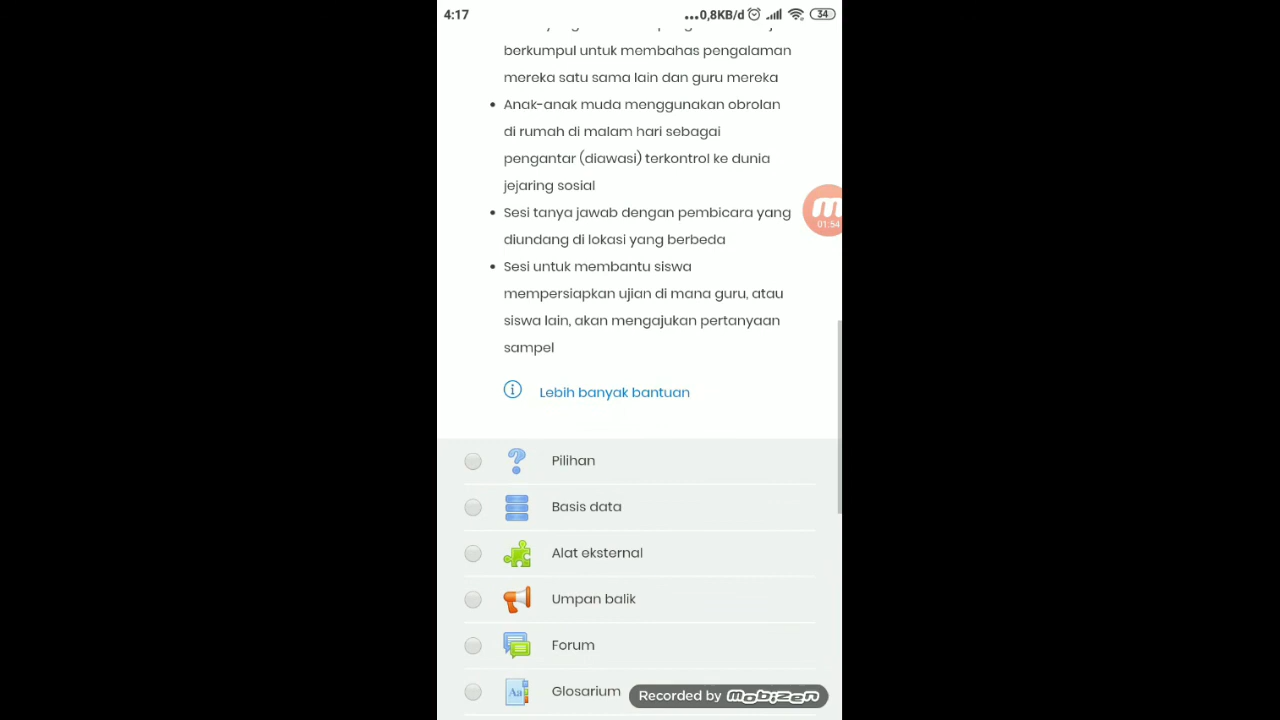 4:17
...0,8KB/d
34
berkumpul untuk membahas pengalaman
mereka satu sama lain dan guru mereka
• Anak-anak muda menggunakan obrolan
di rumah di malam hari sebagai
pengantar (diawasi) terkontrol ke dunia
jejaring sosial
01:54
• Sesi tanya jawab dengan pembicara yang
diundang di lokasi yang berbeda
• Sesi untuk membantu siswa
mempersiapkan ujian di mana guru, atau
siswa lain, akan mengajukan pertanyaan
sampel
Lebih banyak bantuan
Pilihan
Basis data
Alat eksternal
Umpan balik
Forum
Aa
Glosarium
Recorded by Mobizen